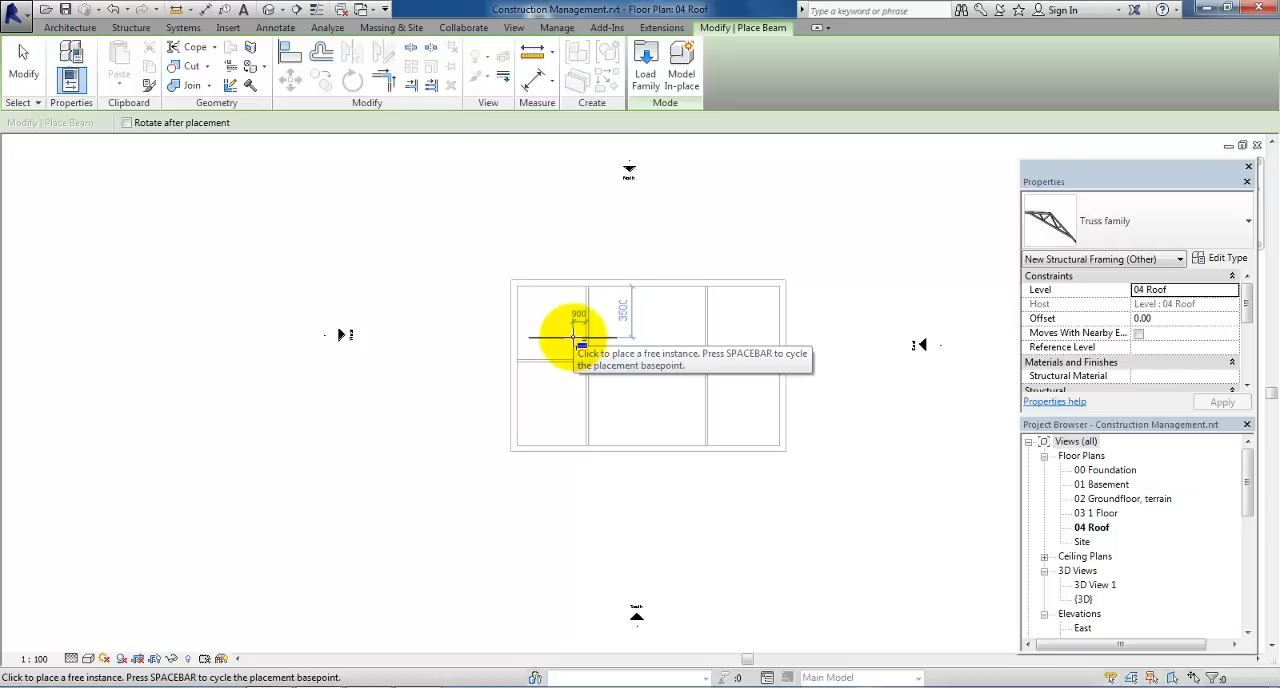 Construction Management.rvt - Floor Plan: 04 Roof
Type a keyword or phrase
Sign In
Architecture
Structure
Systems
Insert
Annotate
Analyze
Massing & Site
Collaborate
View
Manage
Add-Ins
Extensions
Modify | Place Beam
Modify
Paste
Cope
Cut
Join
Load Family
Model In-place
Select
Properties
Clipboard
Geometry
Modify
View
Measure
Create
Mode
Modify | Place Beam
Rotate after placement
900
3500
Click to place a free instance. Press SPACEBAR to cycle
the placement basepoint.
Properties
Truss family
New Structural Framing (Other)
Edit Type
Constraints
Level
04 Roof
Host
Level : 04 Roof
Offset
0.00
Moves With Nearby E...
Reference Level
Materials and Finishes
Structural Material
Structural
Properties help
Apply
Project Browser - Construction Management.rvt
Views (all)
Floor Plans
00 Foundation
01 Basement
02 Groundfloor, terrain
03 1 Floor
04 Roof
Site
Ceiling Plans
3D Views
3D View 1
{3D}
Elevations
East
1 : 100
Click to place a free instance. Press SPACEBAR to cycle the placement basepoint.
:0
Main Model
:0